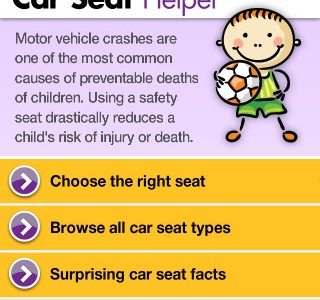 Car Seat Helper
Motor vehicle crashes are
one of the most common
causes of preventable deaths
of children. Using a safety
seat drastically reduces a
child's risk of injury or death.
Choose the right seat
Browse all car seat types
Surprising car seat facts